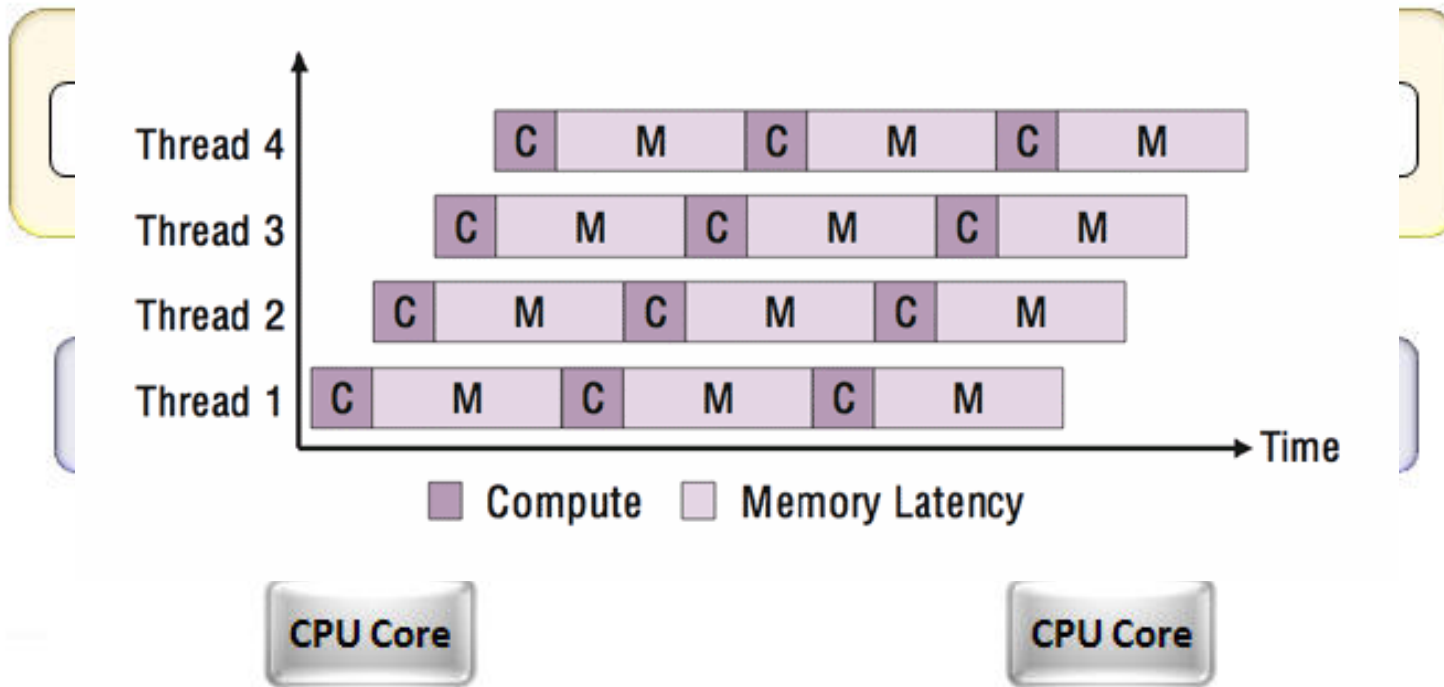 Thread 4 C M C M C M
Thread 3 C M C M C M
Thread 2 C M C M C M
Thread 1 C M C M C M
Time
Compute Memory Latency
CPU Core CPU Core